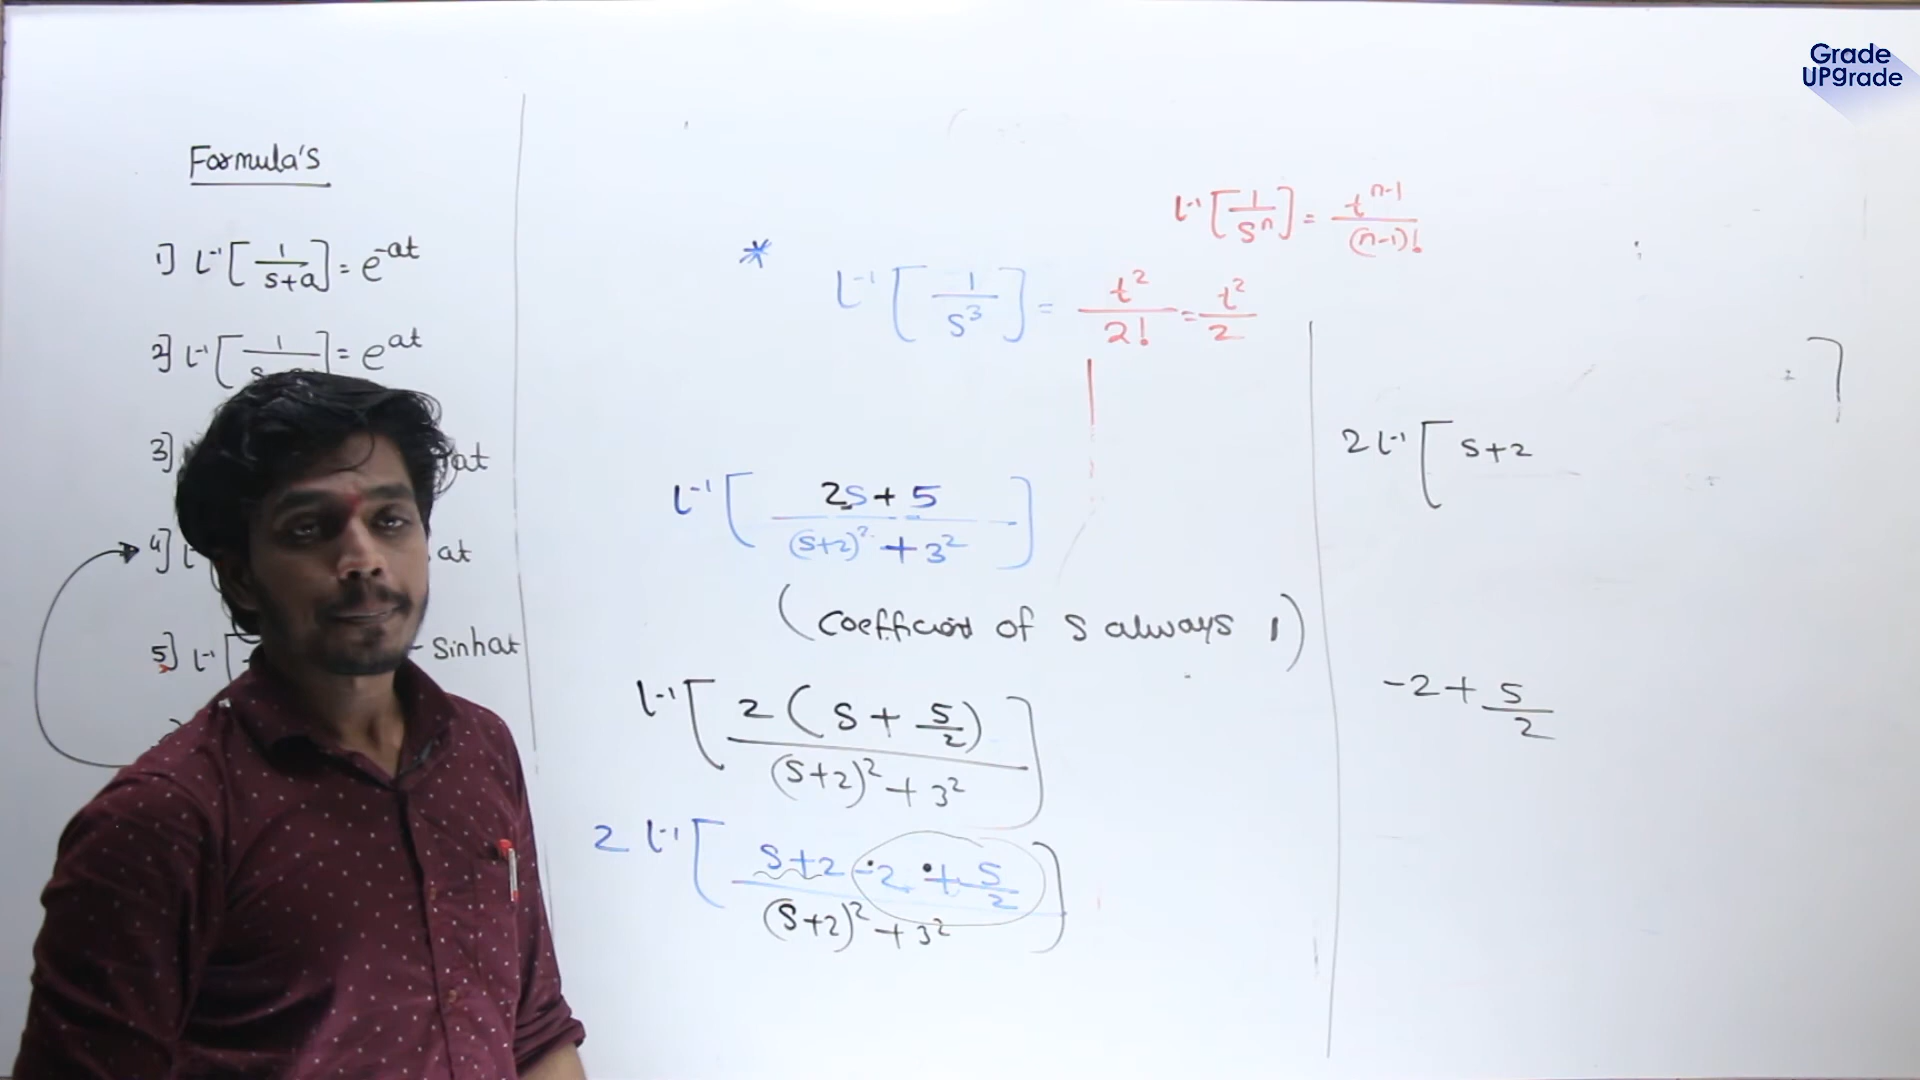 Grade
UPgrade
Formula's
1] L⁻¹[1/(s+a)] = e^-at
2] L⁻¹[1/ ] = e^at
3] at
4] L⁻¹ at
5] L⁻¹[ Sinhat
L⁻¹[1/sⁿ] = t^(n-1)/(n-1)!
* L⁻¹[1/s³] = t²/2! = t²/2
L⁻¹[(2s+5)/((s+2)²+3²)]
(coefficient of s always 1)
L⁻¹[2(s+5/2)/((s+2)²+3²)]
2 L⁻¹[(s+2-2+5/2)/((s+2)²+3²)]
2 L⁻¹[s+2
-2+5/2